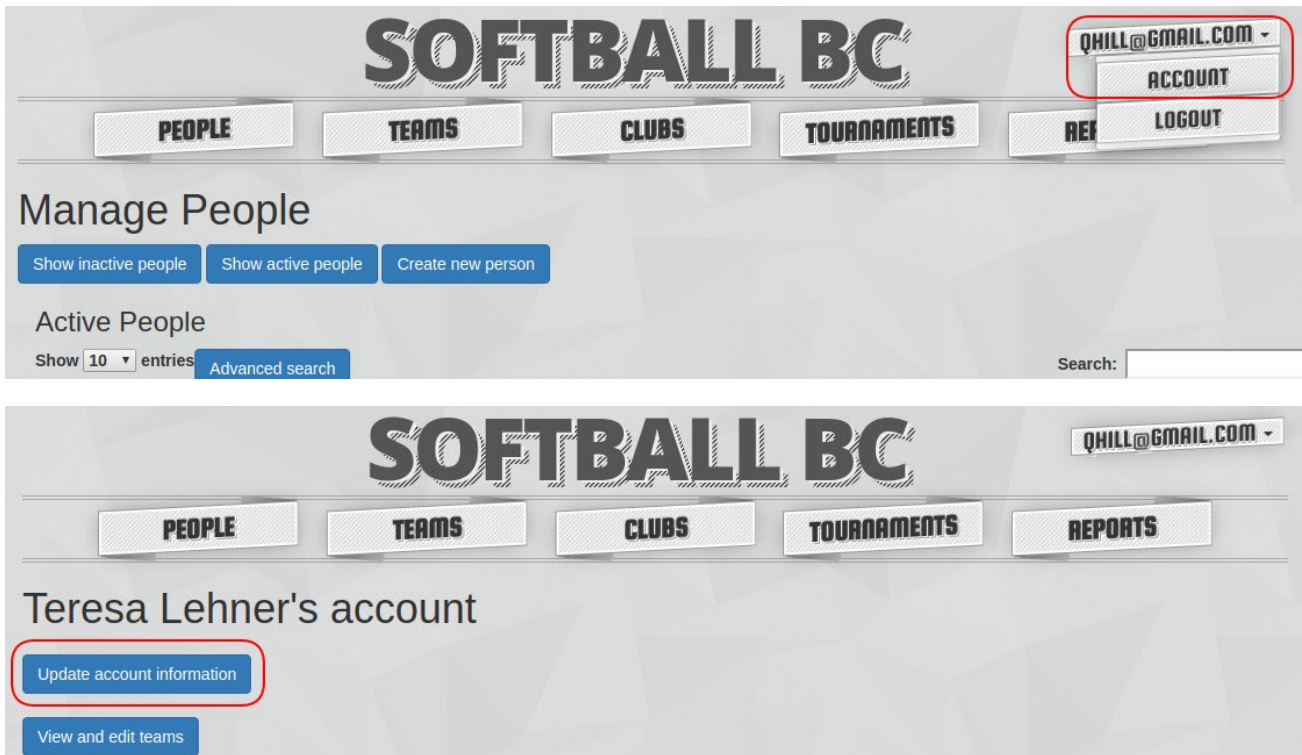 SOFTBALL BC
QHILL@GMAIL.COM
ACCOUNT
LOGOUT
PEOPLE TEAMS CLUBS TOURNAMENTS REP
Manage People
Show inactive people Show active people Create new person
Active People
Show 10 entries Advanced search Search:
SOFTBALL BC
QHILL@GMAIL.COM
PEOPLE TEAMS CLUBS TOURNAMENTS REPORTS
Teresa Lehner's account
Update account information
View and edit teams